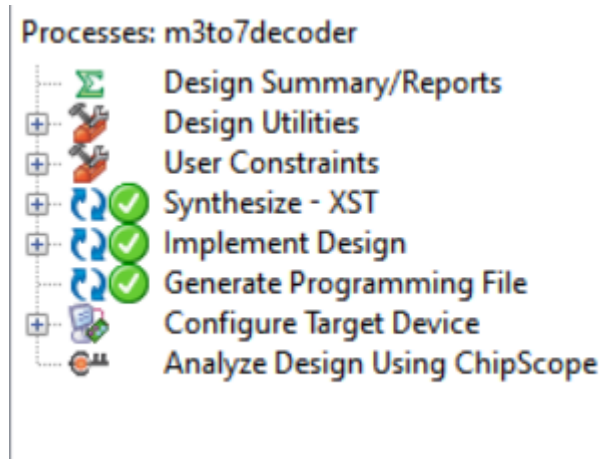 Processes: m3to7decoder
Design Summary/Reports
Design Utilities
User Constraints
Synthesize - XST
Implement Design
Generate Programming File
Configure Target Device
Analyze Design Using ChipScope